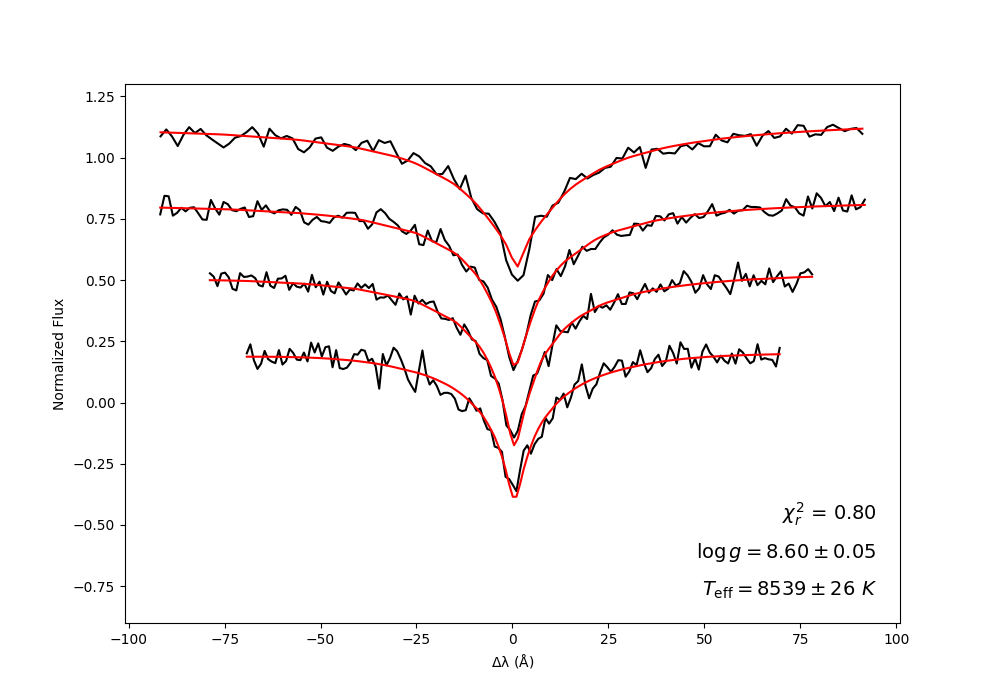 Normalized Flux
1.25
1.00
0.75
0.50
0.25
0.00
−0.25
−0.50
−0.75
χ²ᵣ = 0.80
log g = 8.60 ± 0.05
T_eff = 8539 ± 26 K
−100 −75 −50 −25 0 25 50 75 100
Δλ (Å)